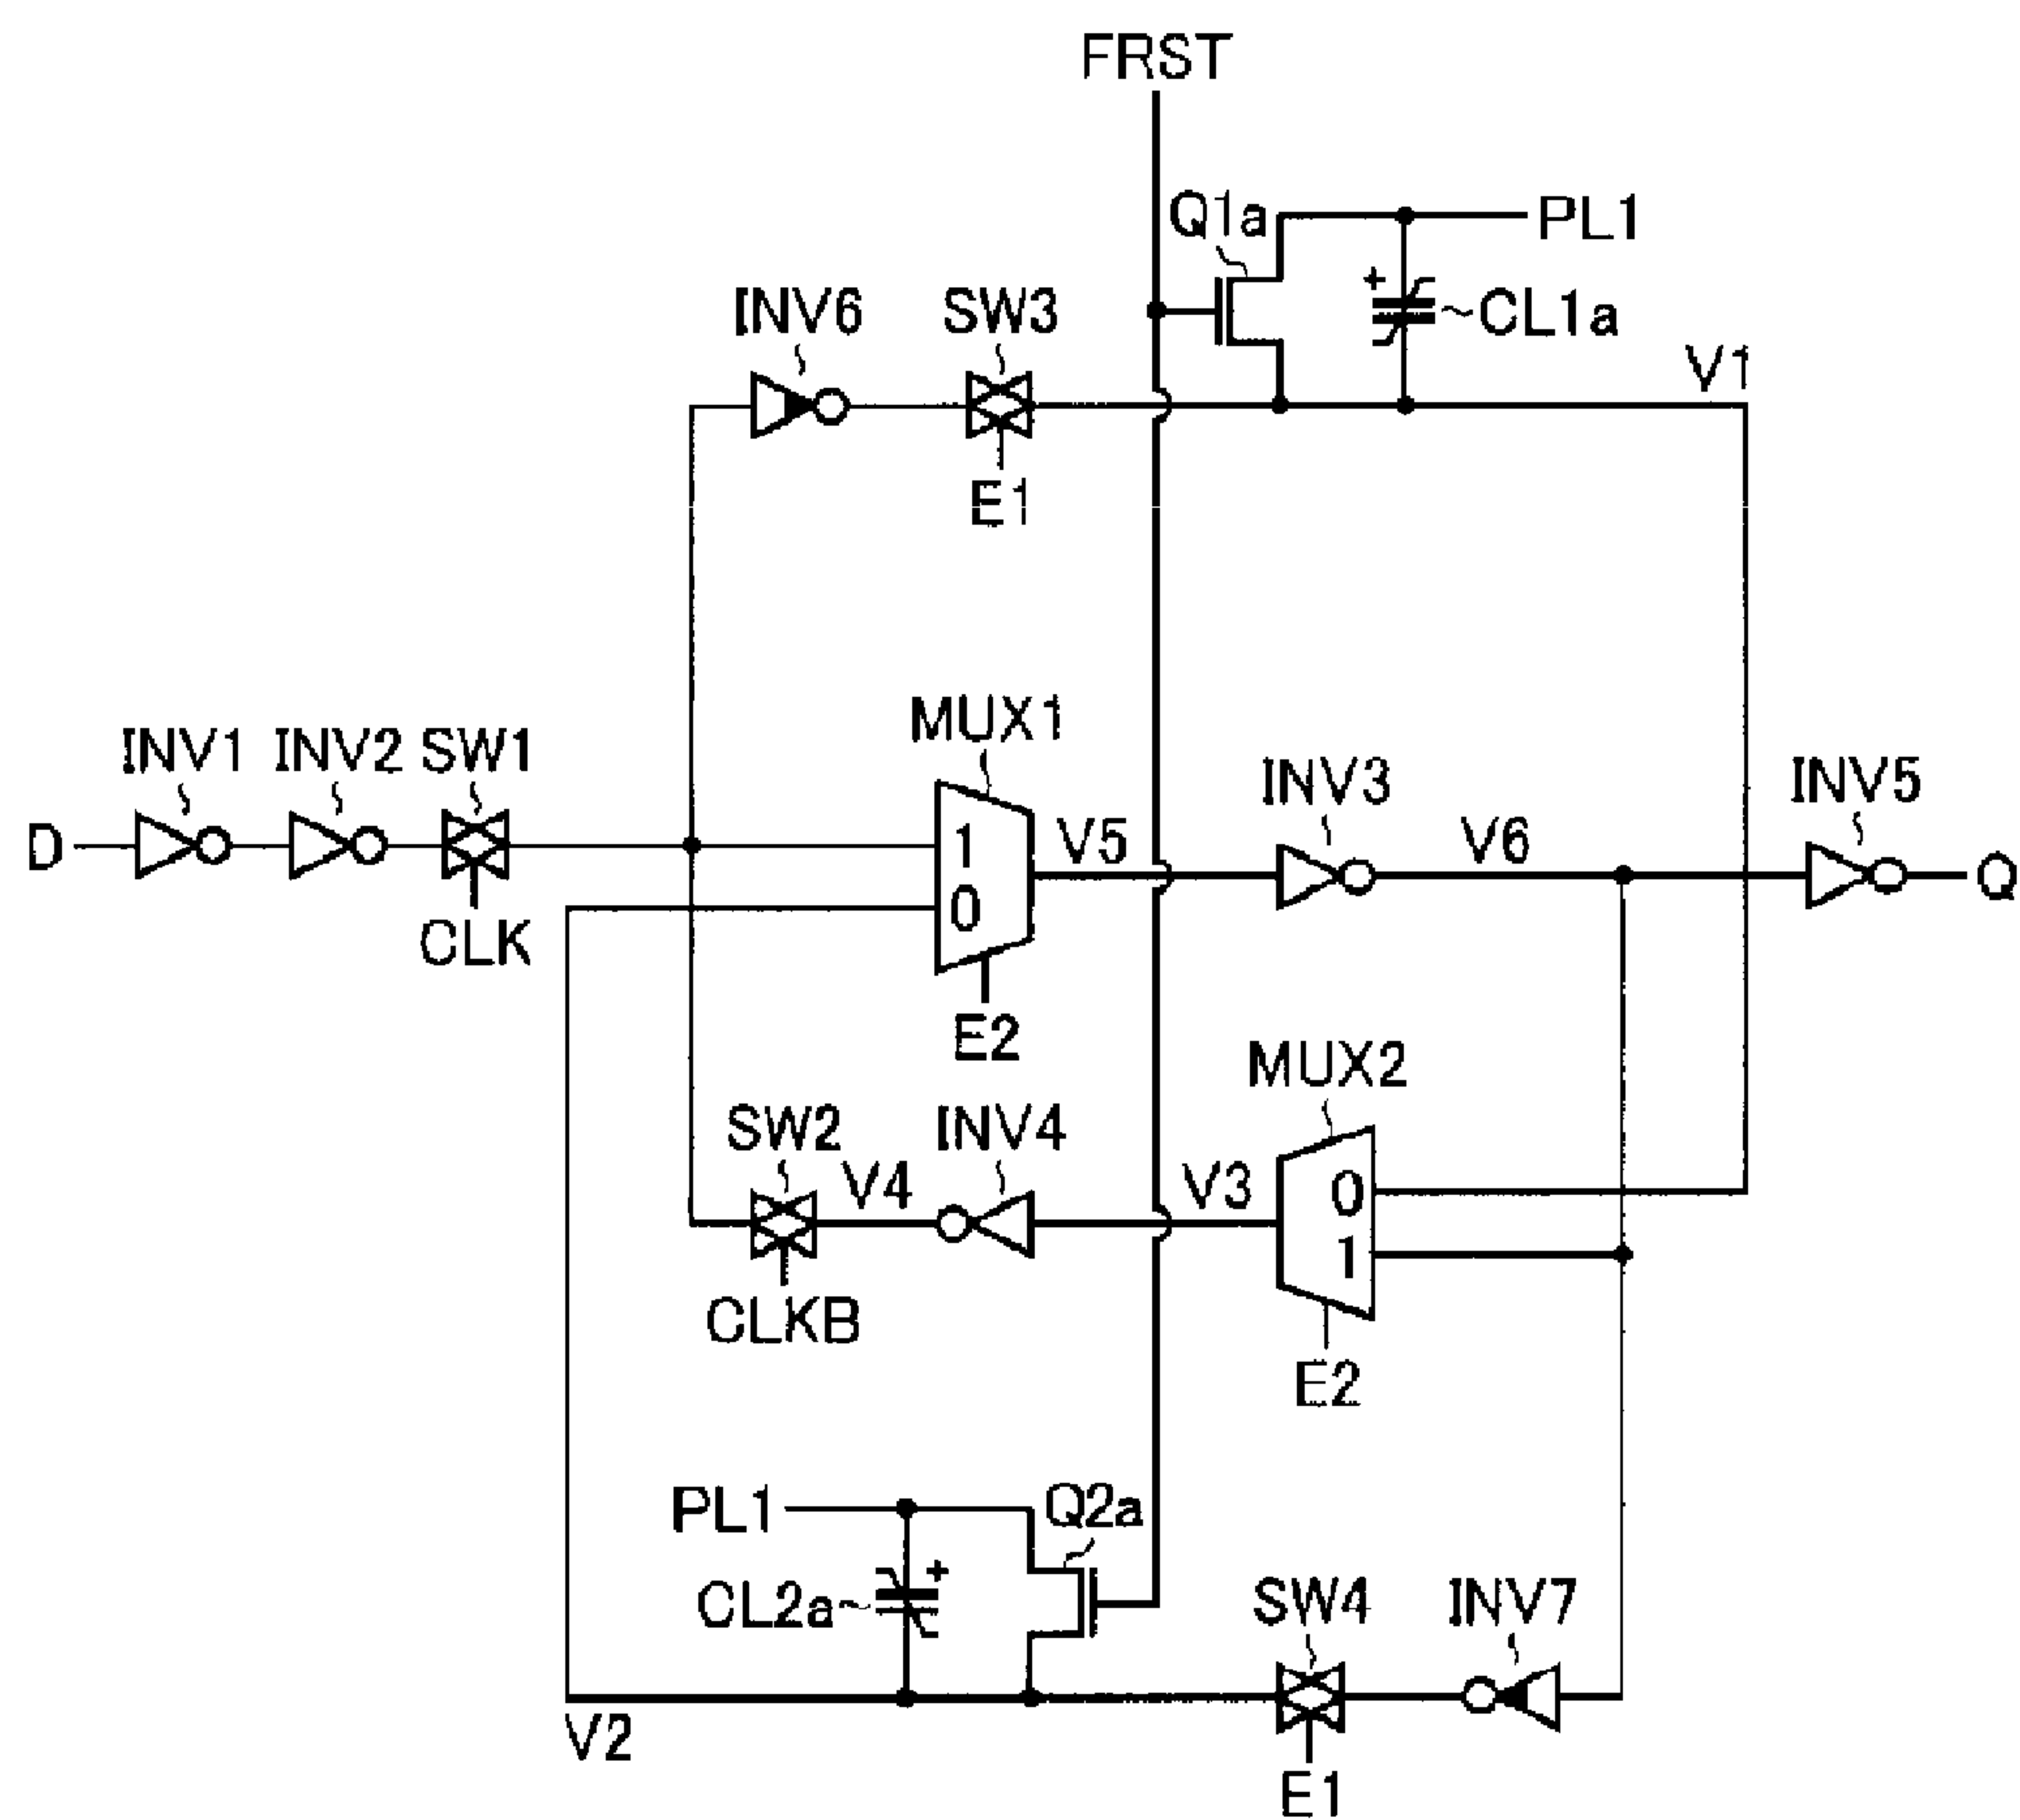 FRST
Q1a
PL1
+
INV6
SW3
~CL1a
V1
E1
MUX1
INV1
INV2
SW1
INV3
INV5
D
1
V5
V6
Q
0
CLK
E2
MUX2
SW2
INV4
V4
V3
0
1
CLKB
E2
PL1
Q2a
+
CL2a~
SW4
INV7
V2
E1